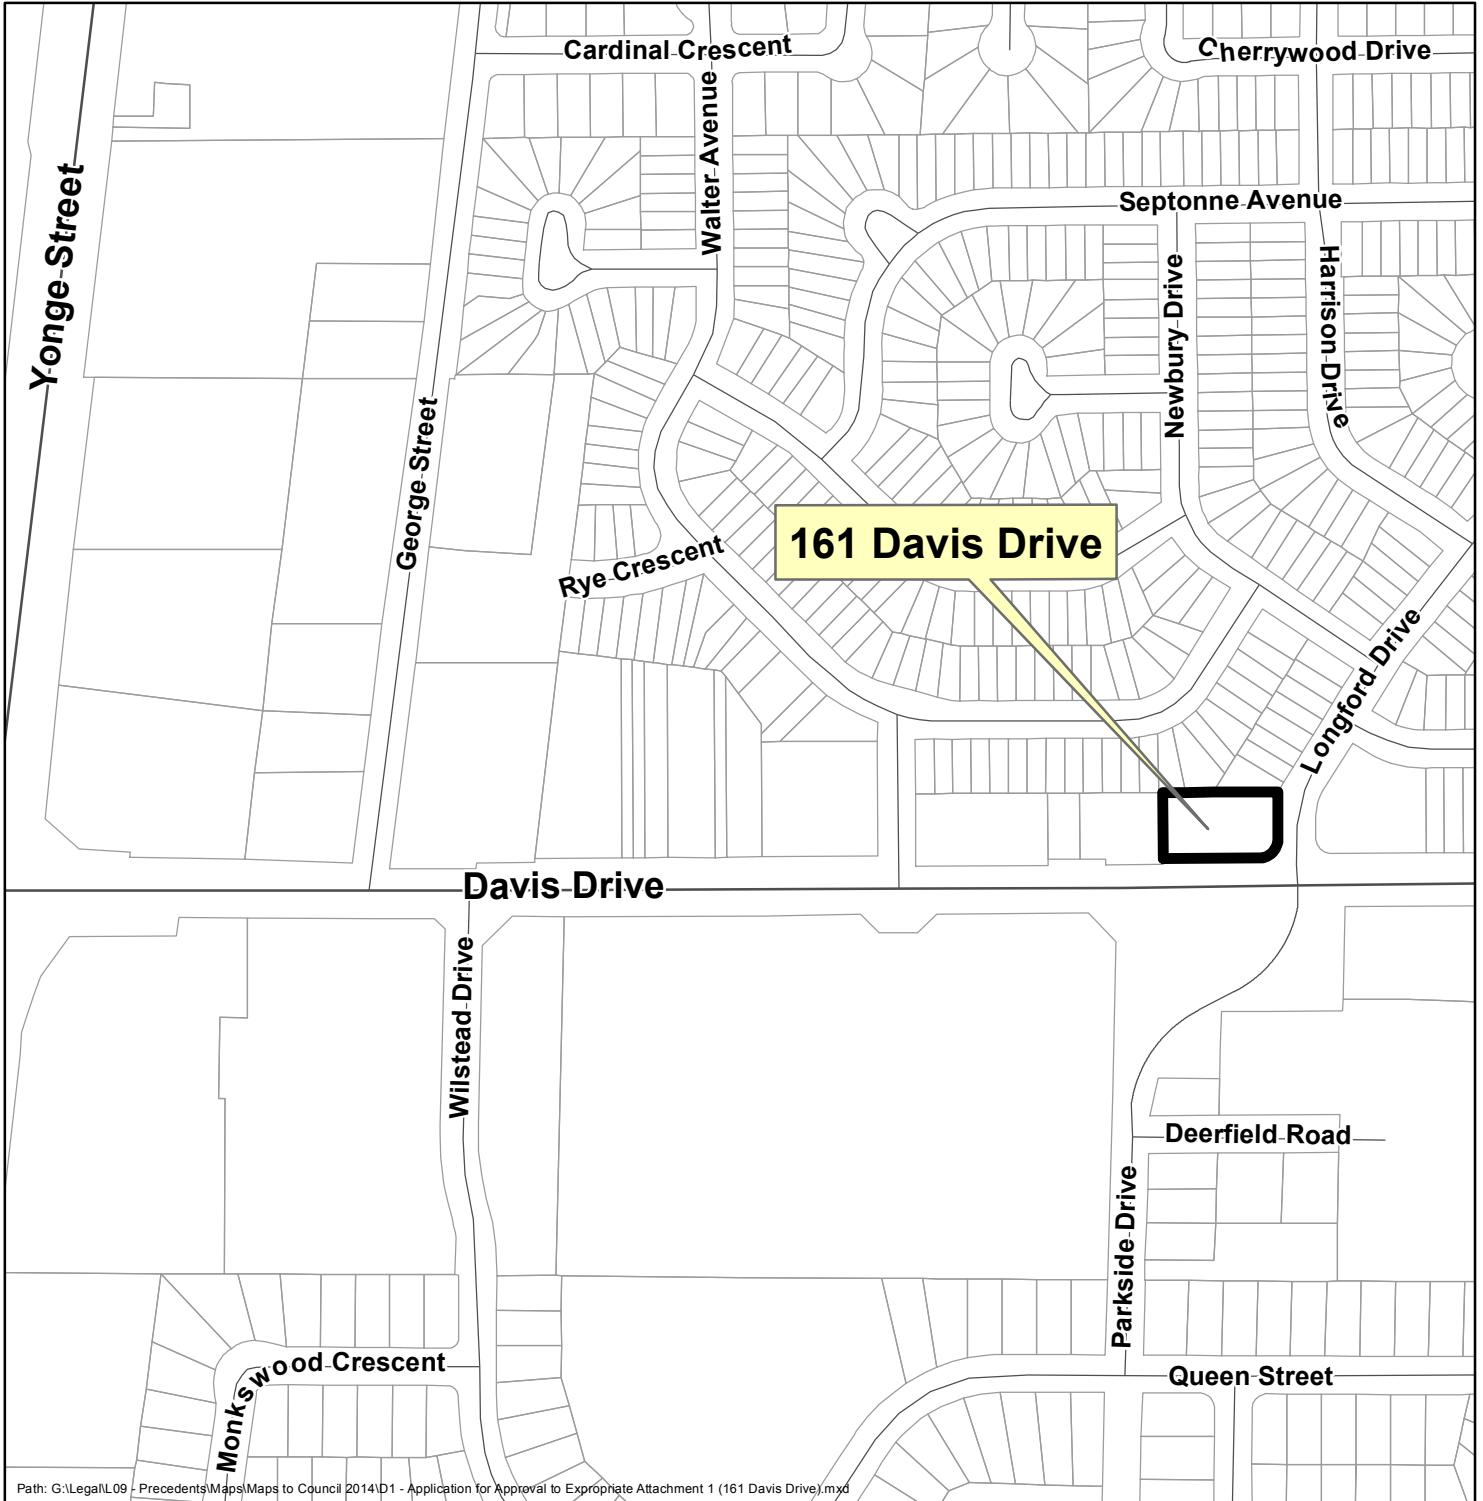 Cardinal Crescent
Cherrywood Drive
Walter Avenue
Yonge Street
Septonne Avenue
Newbury Drive
Harrison Drive
George Street
161 Davis Drive
Rye Crescent
Longford Drive
Davis Drive
Wilstead Drive
Deerfield Road
Parkside Drive
Monkswood Crescent
Queen Street
Path: G:\Legal\L09 - Precedents\Maps\Maps to Council 2014\D1 - Application for Approval to Expropriate Attachment 1 (161 Davis Drive).mxd